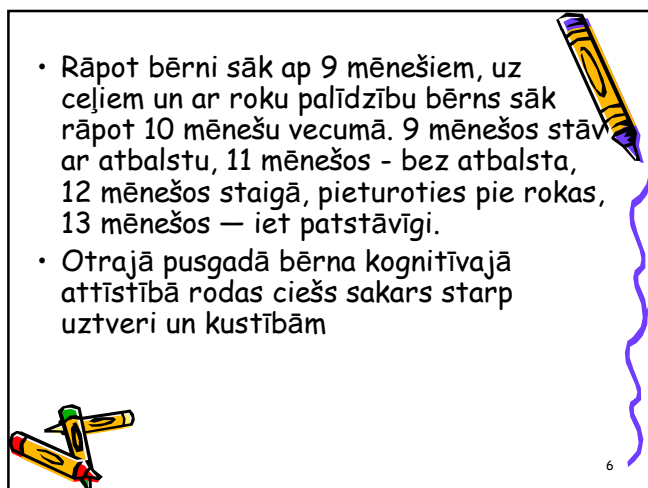 • Rāpot bērni sāk ap 9 mēnešiem, uz
ceļiem un ar roku palīdzību bērns sāk
rāpot 10 mēnešu vecumā. 9 mēnešos stāv
ar atbalstu, 11 mēnešos - bez atbalsta,
12 mēnešos staigā, pieturoties pie rokas,
13 mēnešos — iet patstāvīgi.
• Otrajā pusgadā bērna kognitīvajā
attīstībā rodas ciešs sakars starp
uztveri un kustībām
6